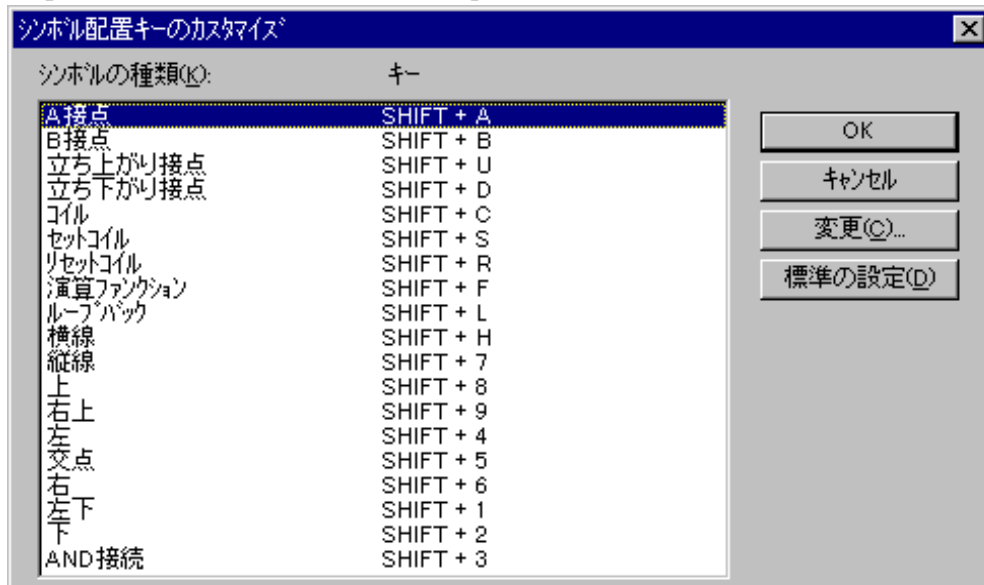 シンボル配置キーのカスタマイズ
シンボルの種類(K): キー
A接点 SHIFT + A
B接点 SHIFT + B
立ち上がり接点 SHIFT + U
立ち下がり接点 SHIFT + D
コイル SHIFT + C
セットコイル SHIFT + S
リセットコイル SHIFT + R
演算ファンクション SHIFT + F
ループバック SHIFT + L
横線 SHIFT + H
縦線 SHIFT + 7
上 SHIFT + 8
右上 SHIFT + 9
左 SHIFT + 4
交点 SHIFT + 5
右 SHIFT + 6
左下 SHIFT + 1
下 SHIFT + 2
AND接続 SHIFT + 3
OK
キャンセル
変更(C)...
標準の設定(D)